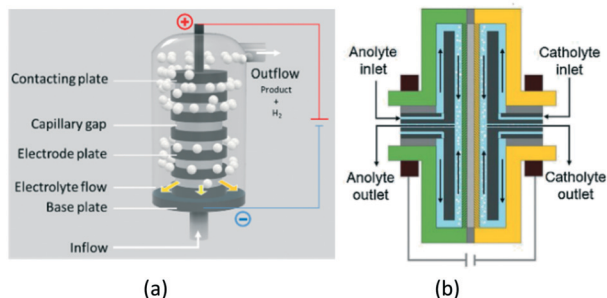 +
Outflow
Product
+
H2
Contacting plate
Capillary gap
Electrode plate
Electrolyte flow
Base plate
−
Inflow
(a)
Anolyte
inlet
Catholyte
inlet
Anolyte
outlet
Catholyte
outlet
(b)